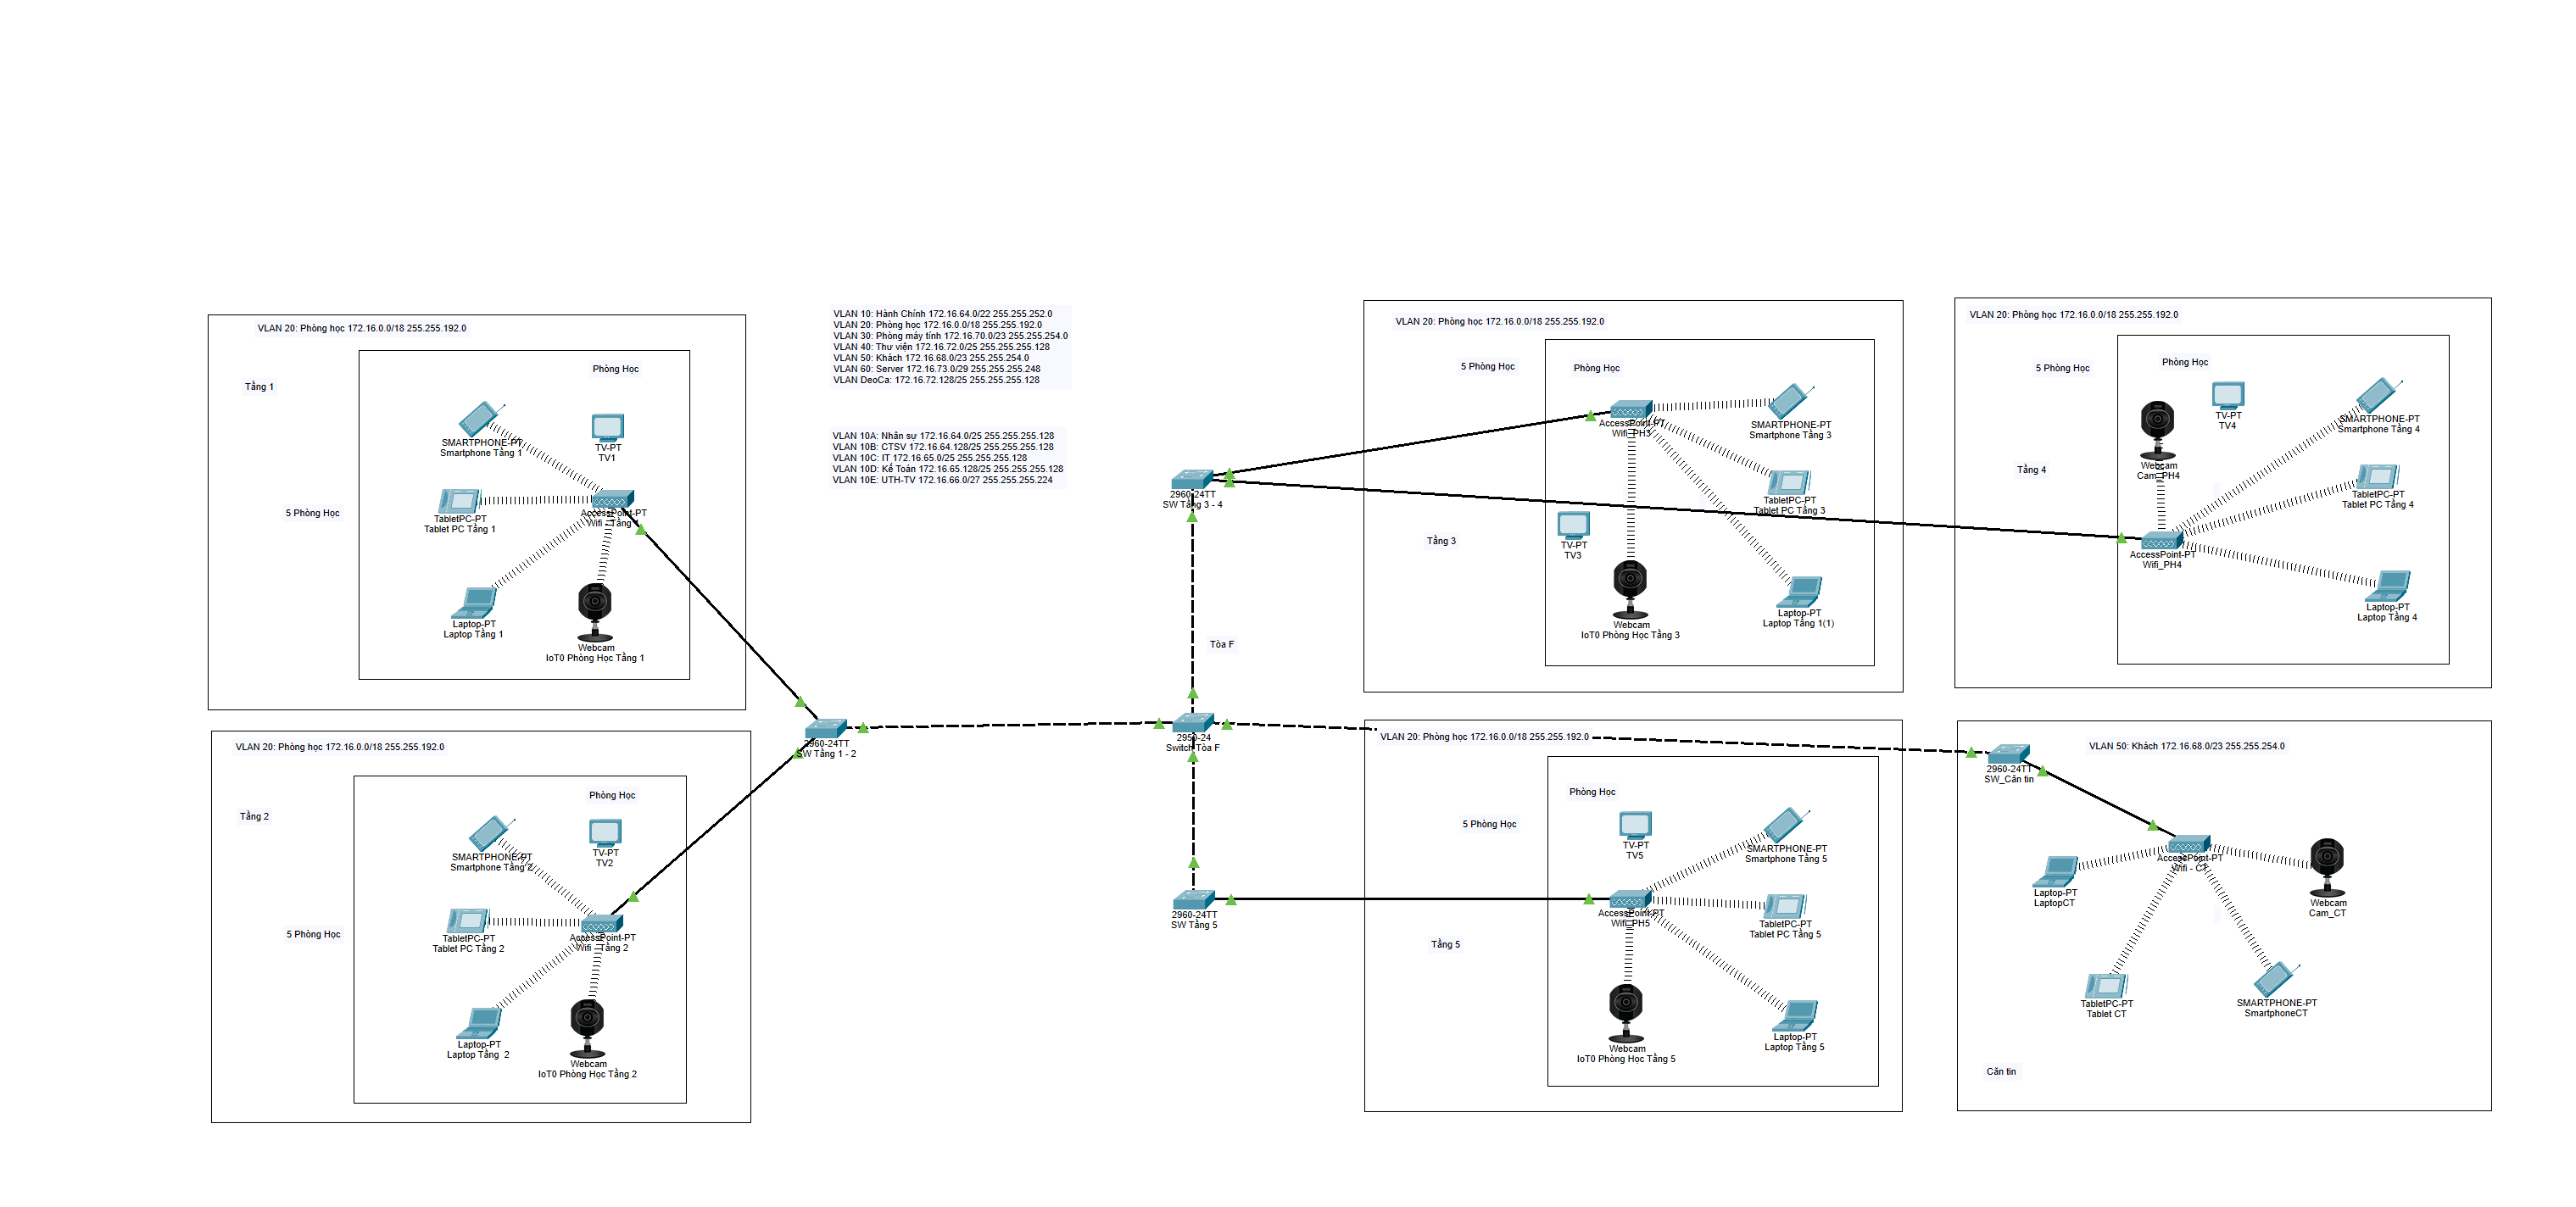 VLAN 20: Phòng học 172.16.0.0/18 255.255.192.0
Phòng Học
Tầng 1
SMARTPHONE-PT
Smartphone Tầng 1
TV-PT
TV1
5 Phòng Học
TabletPC-PT
Tablet PC Tầng 1
AccessPoint-PT
Wifi - Tầng
Laptop-PT
Laptop Tầng 1
Webcam
IoT0 Phòng Học Tầng 1
VLAN 20: Phòng học 172.16.0.0/18 255.255.192.0
Phòng Học
Tầng 2
SMARTPHONE-PT
Smartphone Tầng 2
TV-PT
TV2
5 Phòng Học
TabletPC-PT
Tablet PC Tầng 2
AccessPoint-PT
Wifi - Tầng 2
Laptop-PT
Laptop Tầng 2
Webcam
IoT0 Phòng Học Tầng 2
VLAN 10: Hành Chính 172.16.64.0/22 255.255.252.0
VLAN 20: Phòng học 172.16.0.0/18 255.255.192.0
VLAN 30: Phòng máy tính 172.16.70.0/23 255.255.254.0
VLAN 40: Thư viện 172.16.72.0/25 255.255.255.128
VLAN 50: Khách 172.16.68.0/23 255.255.254.0
VLAN 60: Server 172.16.73.0/29 255.255.255.248
VLAN DeoCa: 172.16.72.128/25 255.255.255.128
VLAN 10A: Nhân sự 172.16.64.0/25 255.255.255.128
VLAN 10B: CTSV 172.16.64.128/25 255.255.255.128
VLAN 10C: IT 172.16.65.0/25 255.255.255.128
VLAN 10D: Kế Toán 172.16.65.128/25 255.255.255.128
VLAN 10E: UTH-TV 172.16.66.0/27 255.255.255.224
2960-24TT
SW Tầng 1 - 2
2960-24TT
SW Tầng 3 - 4
Tòa F
2950-24
Switch Tòa F
2960-24TT
SW Tầng 5
VLAN 20: Phòng học 172.16.0.0/18 255.255.192.0
5 Phòng Học
Phòng Học
AccessPoint-PT
Wifi_PH3
SMARTPHONE-PT
Smartphone Tầng 3
TabletPC-PT
Tablet PC Tầng 3
Tầng 3
TV-PT
TV3
Webcam
IoT0 Phòng Học Tầng 3
Laptop-PT
Laptop Tầng 1(1)
VLAN 20: Phòng học 172.16.0.0/18 255.255.192.0
5 Phòng Học
Phòng Học
TV-PT
TV4
SMARTPHONE-PT
Smartphone Tầng 4
Webcam
Cam_PH4
Tầng 4
TabletPC-PT
Tablet PC Tầng 4
AccessPoint-PT
Wifi_PH4
Laptop-PT
Laptop Tầng 4
VLAN 20: Phòng học 172.16.0.0/18 255.255.192.0
Phòng Học
5 Phòng Học
TV-PT
TV5
SMARTPHONE-PT
Smartphone Tầng 5
AccessPoint-PT
Wifi_PH5
TabletPC-PT
Tablet PC Tầng 5
Tầng 5
Webcam
IoT0 Phòng Học Tầng 5
Laptop-PT
Laptop Tầng 5
VLAN 50: Khách 172.16.68.0/23 255.255.254.0
2960-24TT
SW_Căn tin
AccessPoint-PT
Wifi - CT
Laptop-PT
LaptopCT
Webcam
Cam_CT
TabletPC-PT
Tablet CT
SMARTPHONE-PT
SmartphoneCT
Căn tin